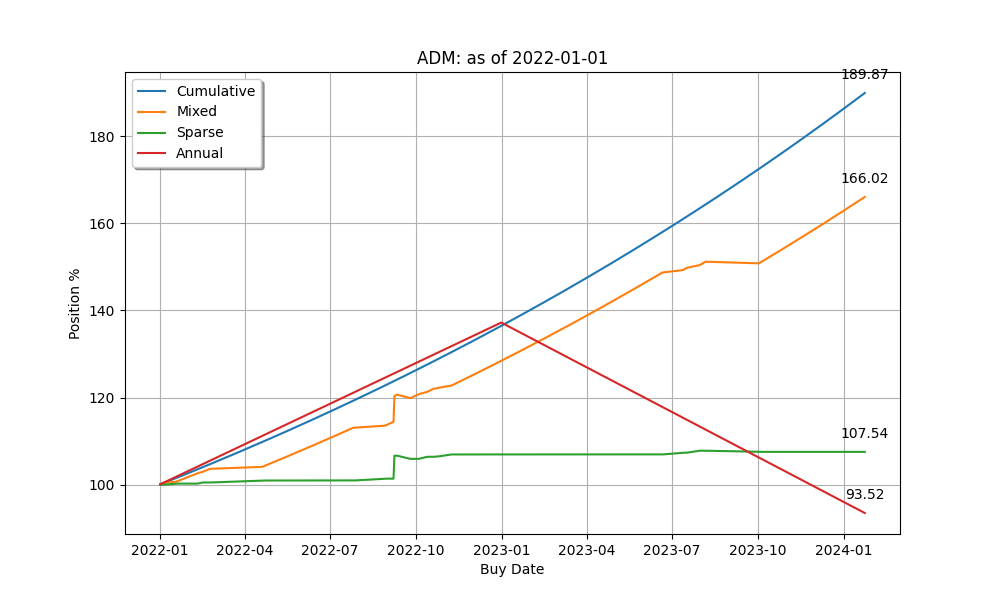 ADM: as of 2022-01-01
189.87
Cumulative
Mixed
Sparse
Annual
166.02
107.54
93.52
180
160
140
120
100
Position %
2022-01 2022-04 2022-07 2022-10 2023-01 2023-04 2023-07 2023-10 2024-01
Buy Date